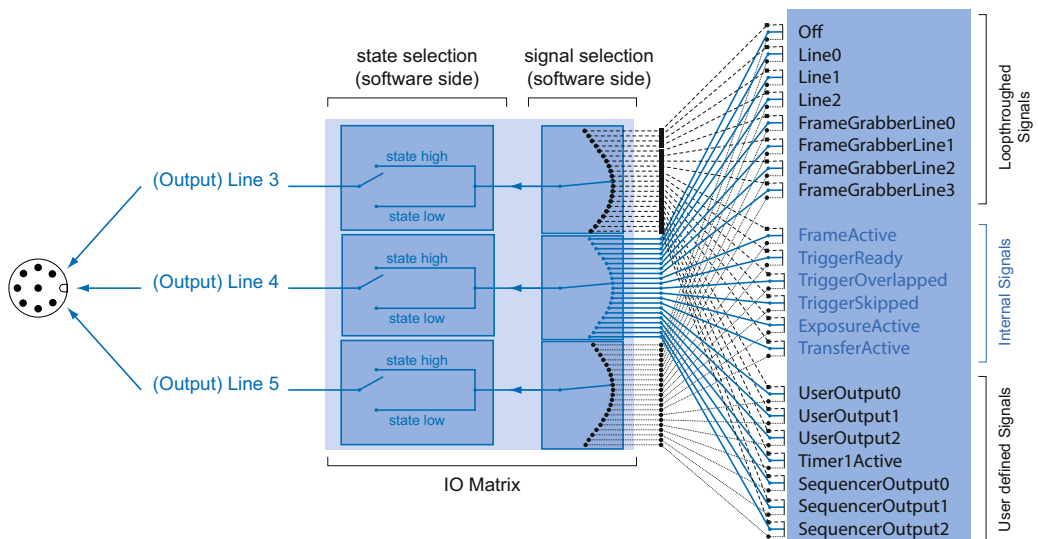 state selection
(software side)
signal selection
(software side)
Off
Line0
Line1
Line2
FrameGrabberLine0
FrameGrabberLine1
FrameGrabberLine2
FrameGrabberLine3
Loopthroughed
Signals
(Output) Line 3
state high
state low
(Output) Line 4
state high
state low
(Output) Line 5
state high
state low
FrameActive
TriggerReady
TriggerOverlapped
TriggerSkipped
ExposureActive
TransferActive
Internal Signals
UserOutput0
UserOutput1
UserOutput2
Timer1Active
SequencerOutput0
SequencerOutput1
SequencerOutput2
User defined Signals
IO Matrix